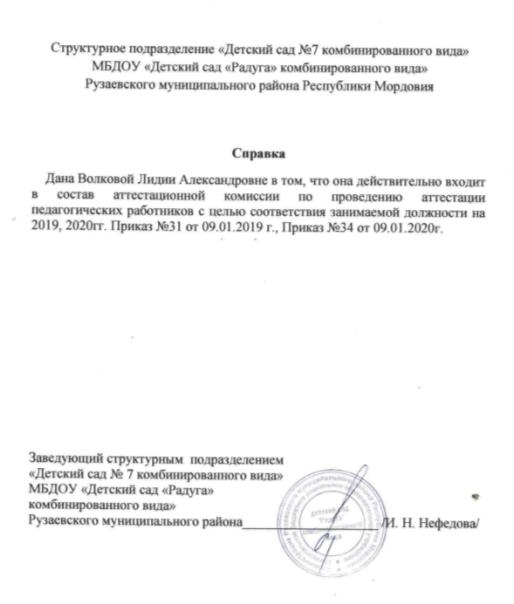 Структурное подразделение «Детский сад №7 комбинированного вида»
МБДОУ «Детский сад «Радуга» комбинированного вида»
Рузаевского муниципального района Республики Мордовия
Справка
Дана Волковой Лидии Александровне в том, что она действительно входит
в состав аттестационной комиссии по проведению аттестации
педагогических работников с целью соответствия занимаемой должности на
2019, 2020гг. Приказ №31 от 09.01.2019 г., Приказ №34 от 09.01.2020г.
Заведующий структурным подразделением
«Детский сад № 7 комбинированного вида»
МБДОУ «Детский сад «Радуга»
комбинированного вида»
Рузаевского муниципального района____________________/И. Н. Нефедова/
ДЕТСКИЙ САД